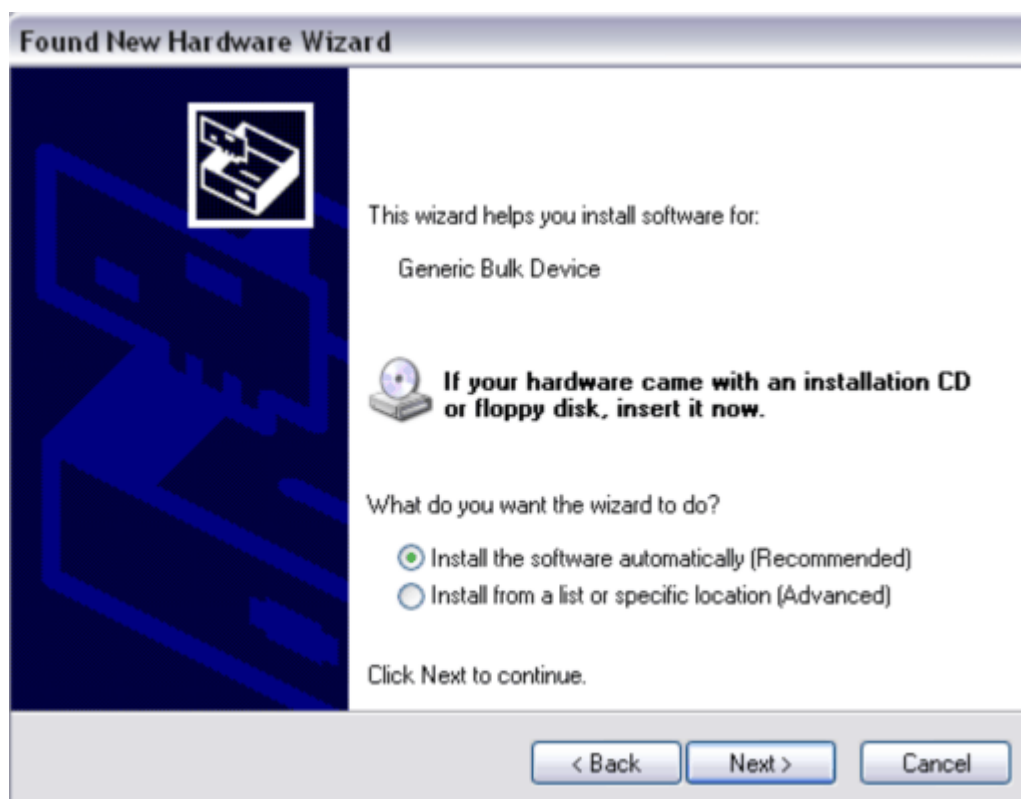 Found New Hardware Wizard
This wizard helps you install software for:
Generic Bulk Device
If your hardware came with an installation CD
or floppy disk, insert it now.
What do you want the wizard to do?
Install the software automatically (Recommended)
Install from a list or specific location (Advanced)
Click Next to continue.
< Back
Next >
Cancel